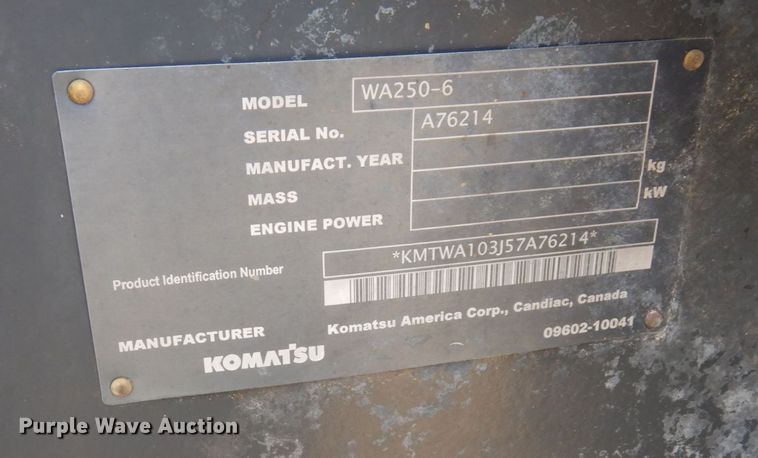 MODEL WA250-6
SERIAL No. A76214
MANUFACT. YEAR
MASS kg
ENGINE POWER kW
Product Identification Number *KMTWA103J57A76214*
MANUFACTURER Komatsu America Corp., Candiac, Canada
KOMATSU 09602-10041
Purple Wave Auction